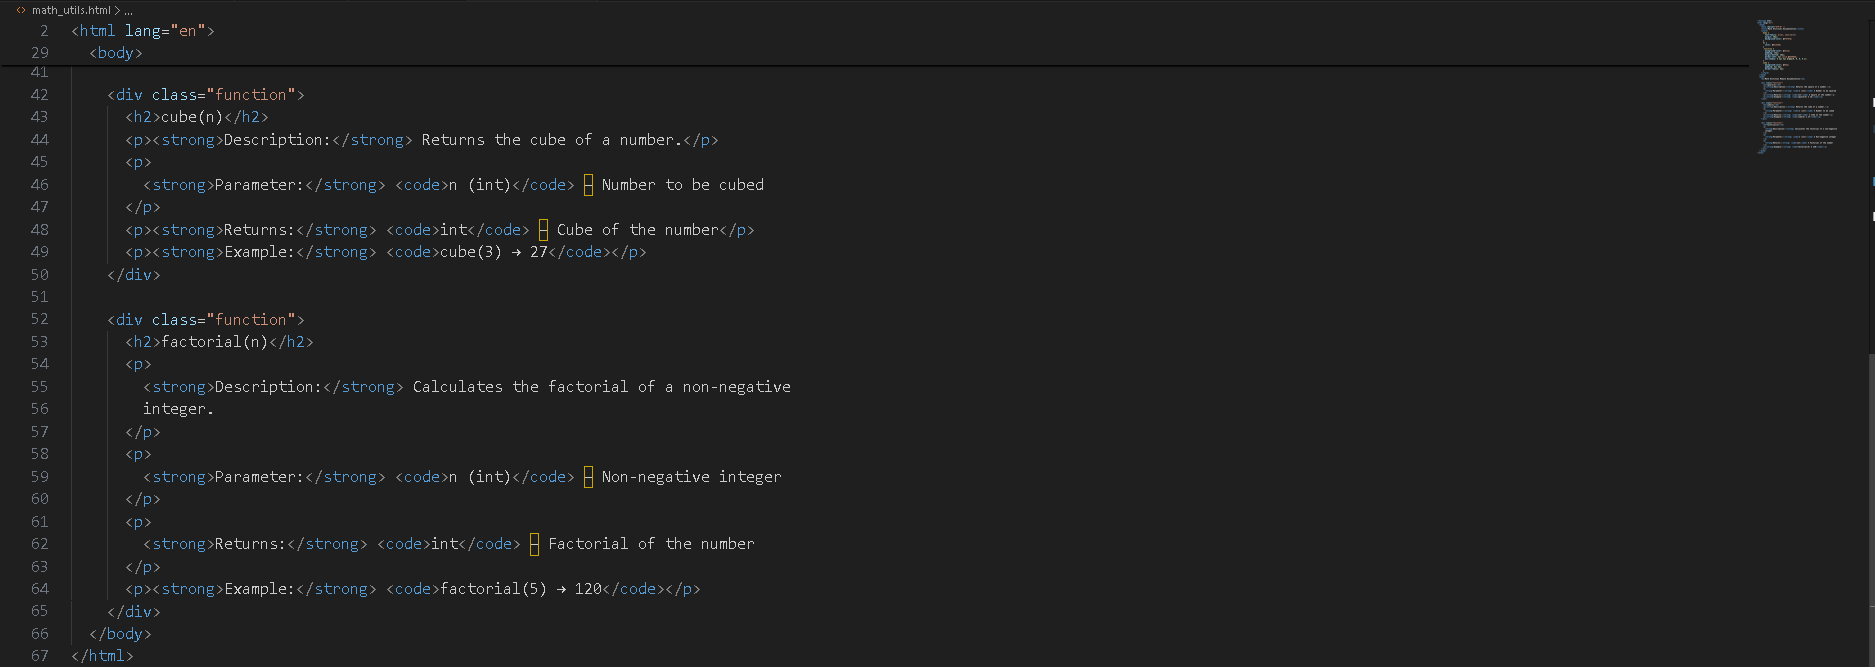 math_utils.html > ...
2 <html lang="en">
29 <body>
41
42 <div class="function">
43 <h2>cube(n)</h2>
44 <p><strong>Description:</strong> Returns the cube of a number.</p>
45 <p>
46 <strong>Parameter:</strong> <code>n (int)</code> – Number to be cubed
47 </p>
48 <p><strong>Returns:</strong> <code>int</code> – Cube of the number</p>
49 <p><strong>Example:</strong> <code>cube(3) → 27</code></p>
50 </div>
51
52 <div class="function">
53 <h2>factorial(n)</h2>
54 <p>
55 <strong>Description:</strong> Calculates the factorial of a non-negative
56 integer.
57 </p>
58 <p>
59 <strong>Parameter:</strong> <code>n (int)</code> – Non-negative integer
60 </p>
61 <p>
62 <strong>Returns:</strong> <code>int</code> – Factorial of the number
63 </p>
64 <p><strong>Example:</strong> <code>factorial(5) → 120</code></p>
65 </div>
66 </body>
67 </html>